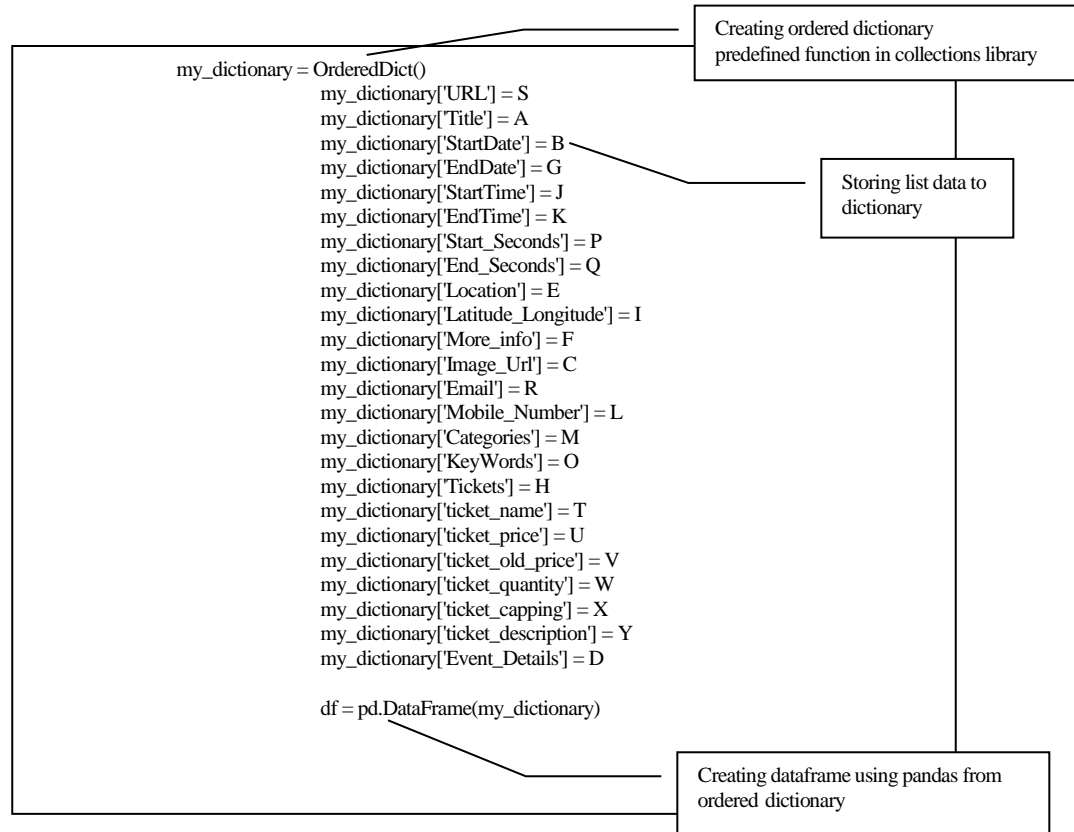 Creating ordered dictionary
predefined function in collections library
my_dictionary = OrderedDict()
my_dictionary['URL'] = S
my_dictionary['Title'] = A
my_dictionary['StartDate'] = B
my_dictionary['EndDate'] = G
my_dictionary['StartTime'] = J
my_dictionary['EndTime'] = K
my_dictionary['Start_Seconds'] = P
my_dictionary['End_Seconds'] = Q
my_dictionary['Location'] = E
my_dictionary['Latitude_Longitude'] = I
my_dictionary['More_info'] = F
my_dictionary['Image_Url'] = C
my_dictionary['Email'] = R
my_dictionary['Mobile_Number'] = L
my_dictionary['Categories'] = M
my_dictionary['KeyWords'] = O
my_dictionary['Tickets'] = H
my_dictionary['ticket_name'] = T
my_dictionary['ticket_price'] = U
my_dictionary['ticket_old_price'] = V
my_dictionary['ticket_quantity'] = W
my_dictionary['ticket_capping'] = X
my_dictionary['ticket_description'] = Y
my_dictionary['Event_Details'] = D
Storing list data to
dictionary
df = pd.DataFrame(my_dictionary)
Creating dataframe using pandas from
ordered dictionary